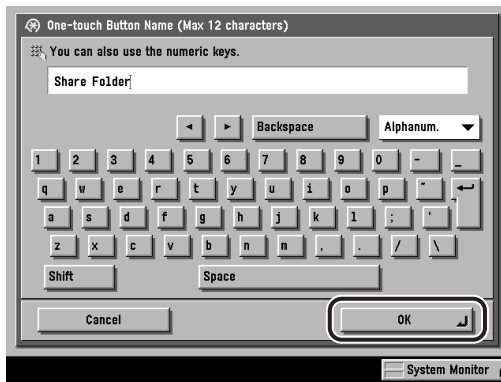 One-touch Button Name (Max 12 characters)
You can also use the numeric keys.
Share Folder
◄ ► Backspace Alphanum. ▼
1 2 3 4 5 6 7 8 9 0 - _
q w e r t y u i o p ~
a s d f g h j k l ; '
z x c v b n m , . / \
Shift Space
Cancel OK
System Monitor